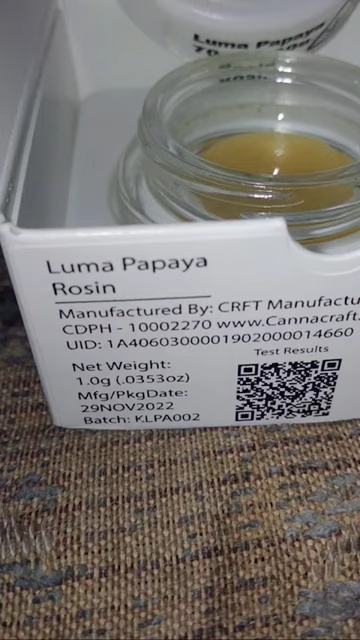 Luma Papaya
70
Luma Papaya
Rosin
Manufactured By: CRFT Manufactu
CDPH - 10002270 www.Cannacraft.
UID: 1A4060300001902000014660
Test Results
Net Weight:
1.0g (.0353oz)
Mfg/PkgDate:
29NOV2022
Batch: KLPA002